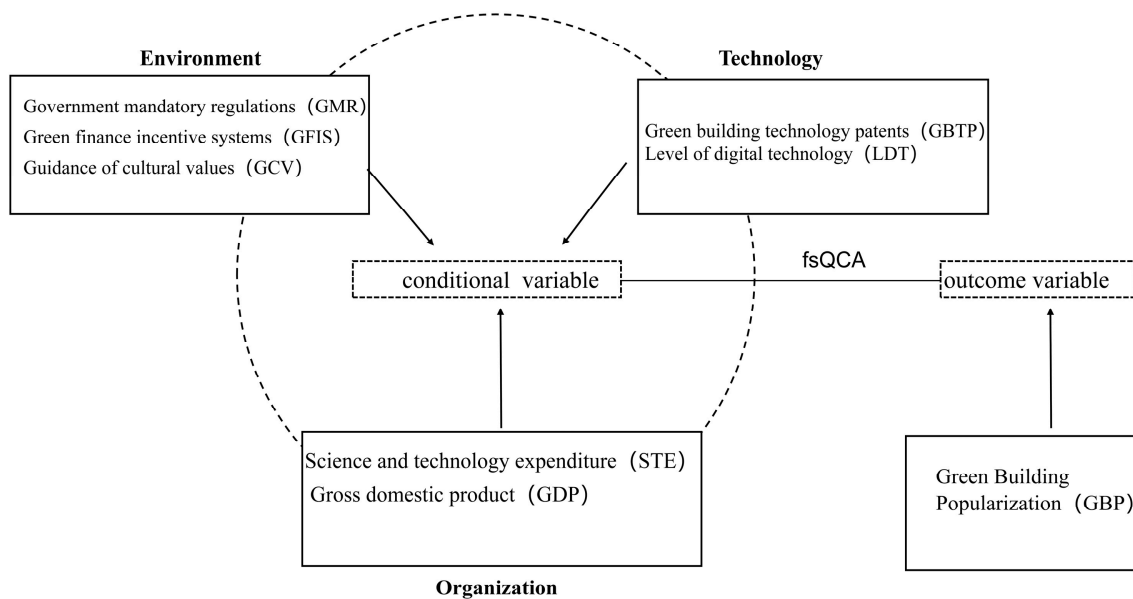 Environment
Government mandatory regulations（GMR）
Green finance incentive systems（GFIS）
Guidance of cultural values（GCV）
Technology
Green building technology patents（GBTP）
Level of digital technology（LDT）
conditional variable
fsQCA
outcome variable
Science and technology expenditure（STE）
Gross domestic product（GDP）
Organization
Green Building
Popularization（GBP）